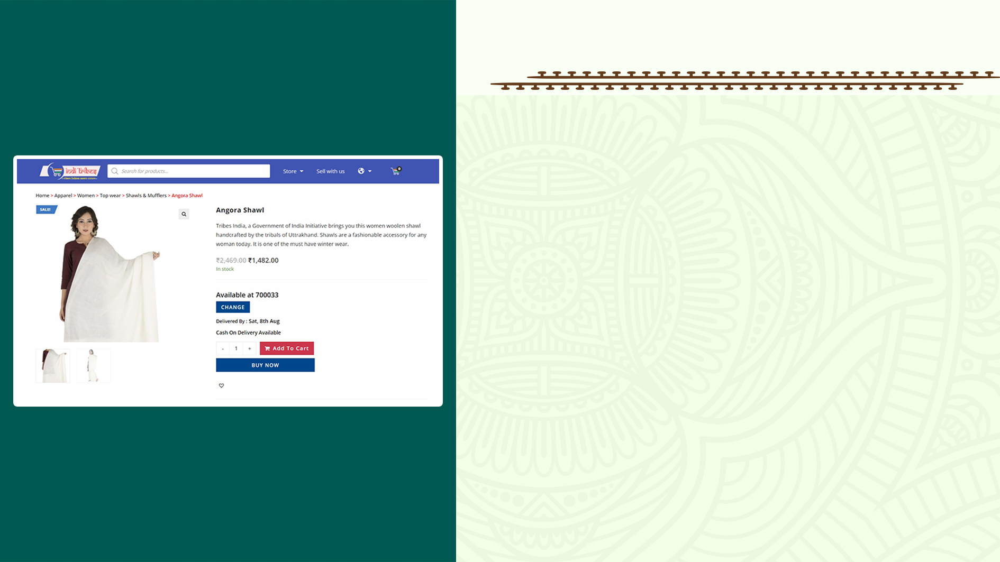 indi tribes
Search for products...
Store
Sell with us
0
Home > Apparel > Women > Top wear > Shawls & Mufflers > Angora Shawl
SALE!
Angora Shawl
Tribes India, a Government of India Initiative brings you this women woolen shawl
handcrafted by the tribals of Uttrakhand. Shawls are a fashionable accessory for any
woman today. It is one of the must have winter wear.
₹2,469.00 ₹1,482.00
In stock
Available at 700033
CHANGE
Delivered By : Sat, 8th Aug
Cash On Delivery Available
- 1 +
Add To Cart
BUY NOW